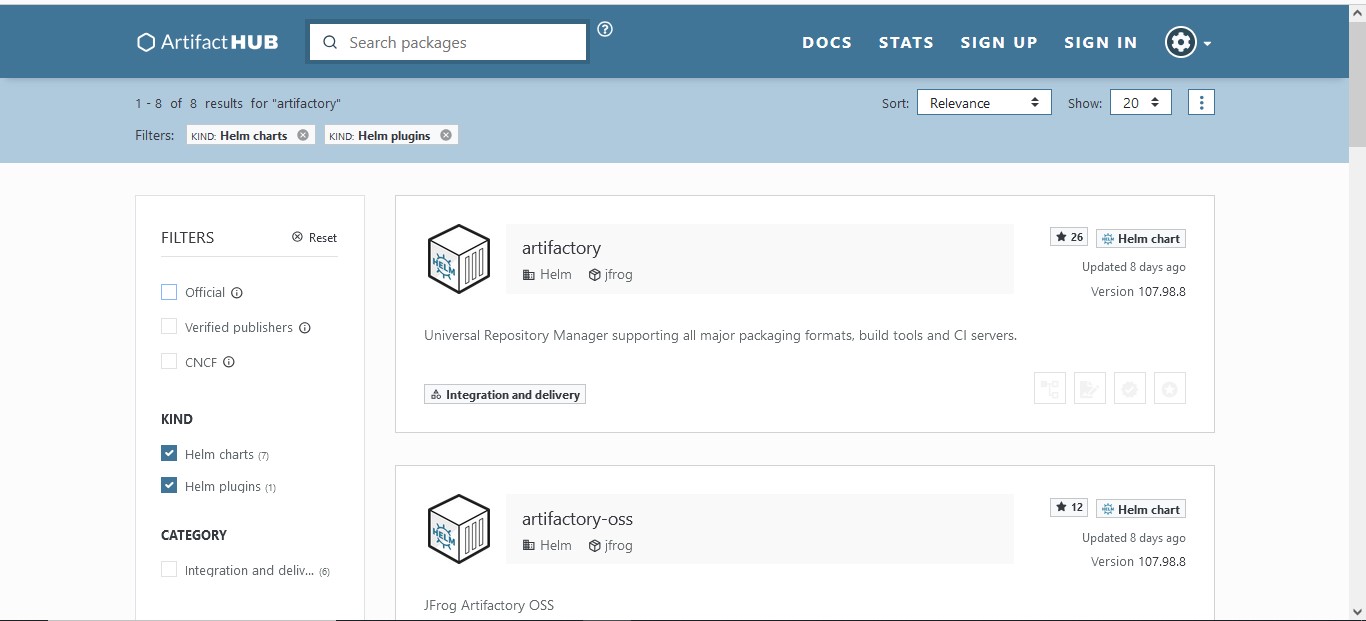 ArtifactHUB
Search packages
DOCS STATS SIGN UP SIGN IN
1 - 8 of 8 results for "artifactory"
Sort: Relevance Show: 20
Filters: KIND: Helm charts KIND: Helm plugins
FILTERS Reset
Official
Verified publishers
CNCF
KIND
Helm charts (7)
Helm plugins (1)
CATEGORY
Integration and deliv... (6)
HELM
artifactory
Helm jfrog
26 Helm chart
Updated 8 days ago
Version 107.98.8
Universal Repository Manager supporting all major packaging formats, build tools and CI servers.
Integration and delivery
HELM
artifactory-oss
Helm jfrog
12 Helm chart
Updated 8 days ago
Version 107.98.8
JFrog Artifactory OSS